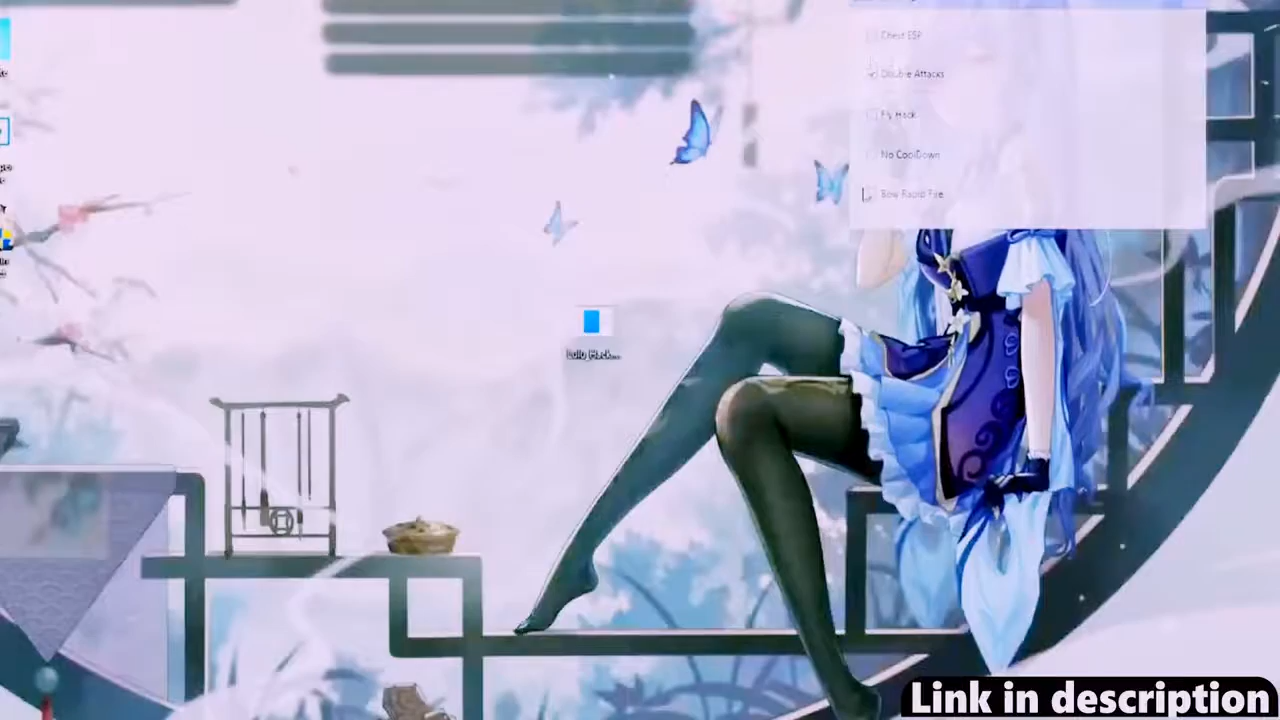 Chest ESP
Double Attacks
Fly Hack
No CoolDown
Bow Rapid Fire
Link in description